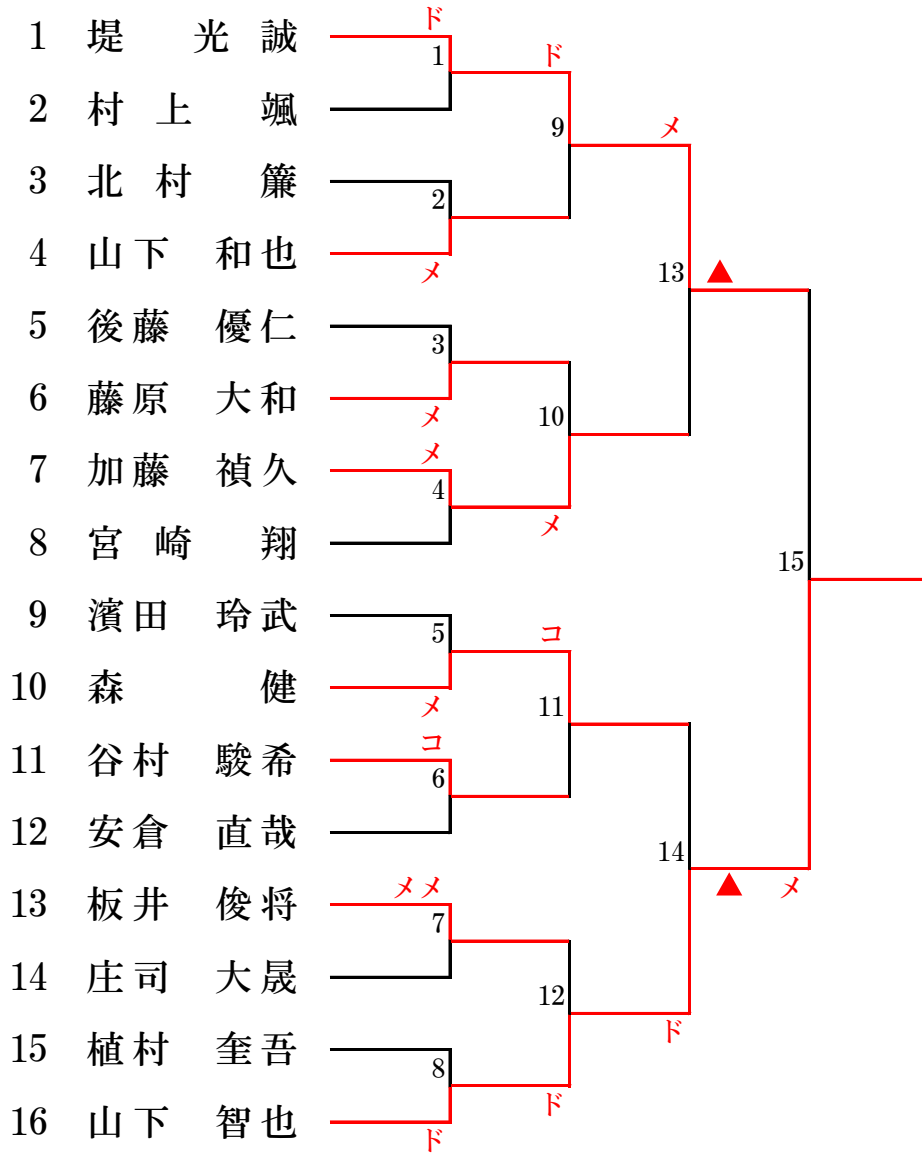 ド
1 堤 光 誠
1
ド
2 村 上 颯
9
メ
3 北 村 簾
2
4 山下 和也
メ
13
▲
5 後藤 優仁
3
6 藤原 大和
メ
10
メ
7 加藤 禎久
4
メ
8 宮 崎 翔
15
9 濱田 玲武
5
コ
10 森 健
メ
11
コ
11 谷村 駿希
6
12 安倉 直哉
14
▲
メ
メメ
13 板井 俊将
7
14 庄司 大晟
12
ド
15 植村 奎吾
8
ド
16 山下 智也
ド